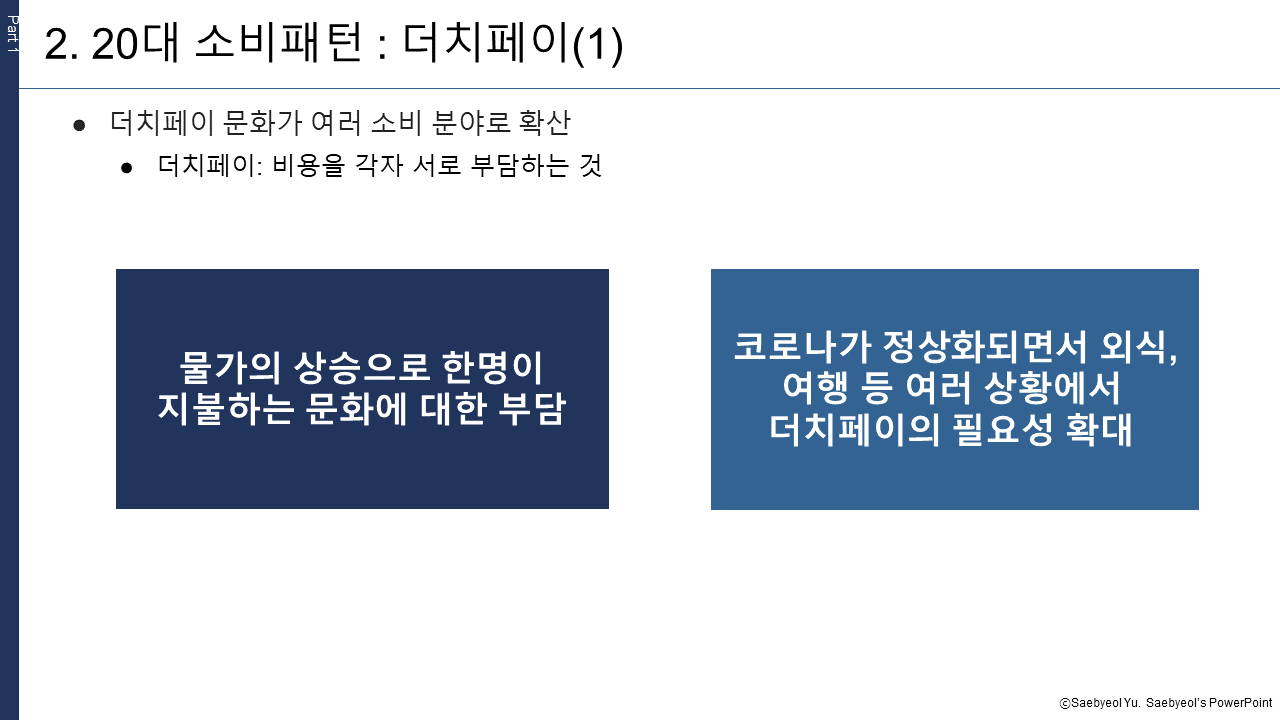 Part 1
2. 20대 소비패턴 : 더치페이(1)
● 더치페이 문화가 여러 소비 분야로 확산
● 더치페이: 비용을 각자 서로 부담하는 것
물가의 상승으로 한명이
지불하는 문화에 대한 부담
코로나가 정상화되면서 외식,
여행 등 여러 상황에서
더치페이의 필요성 확대
ⓒSaebyeol Yu. Saebyeol’s PowerPoint